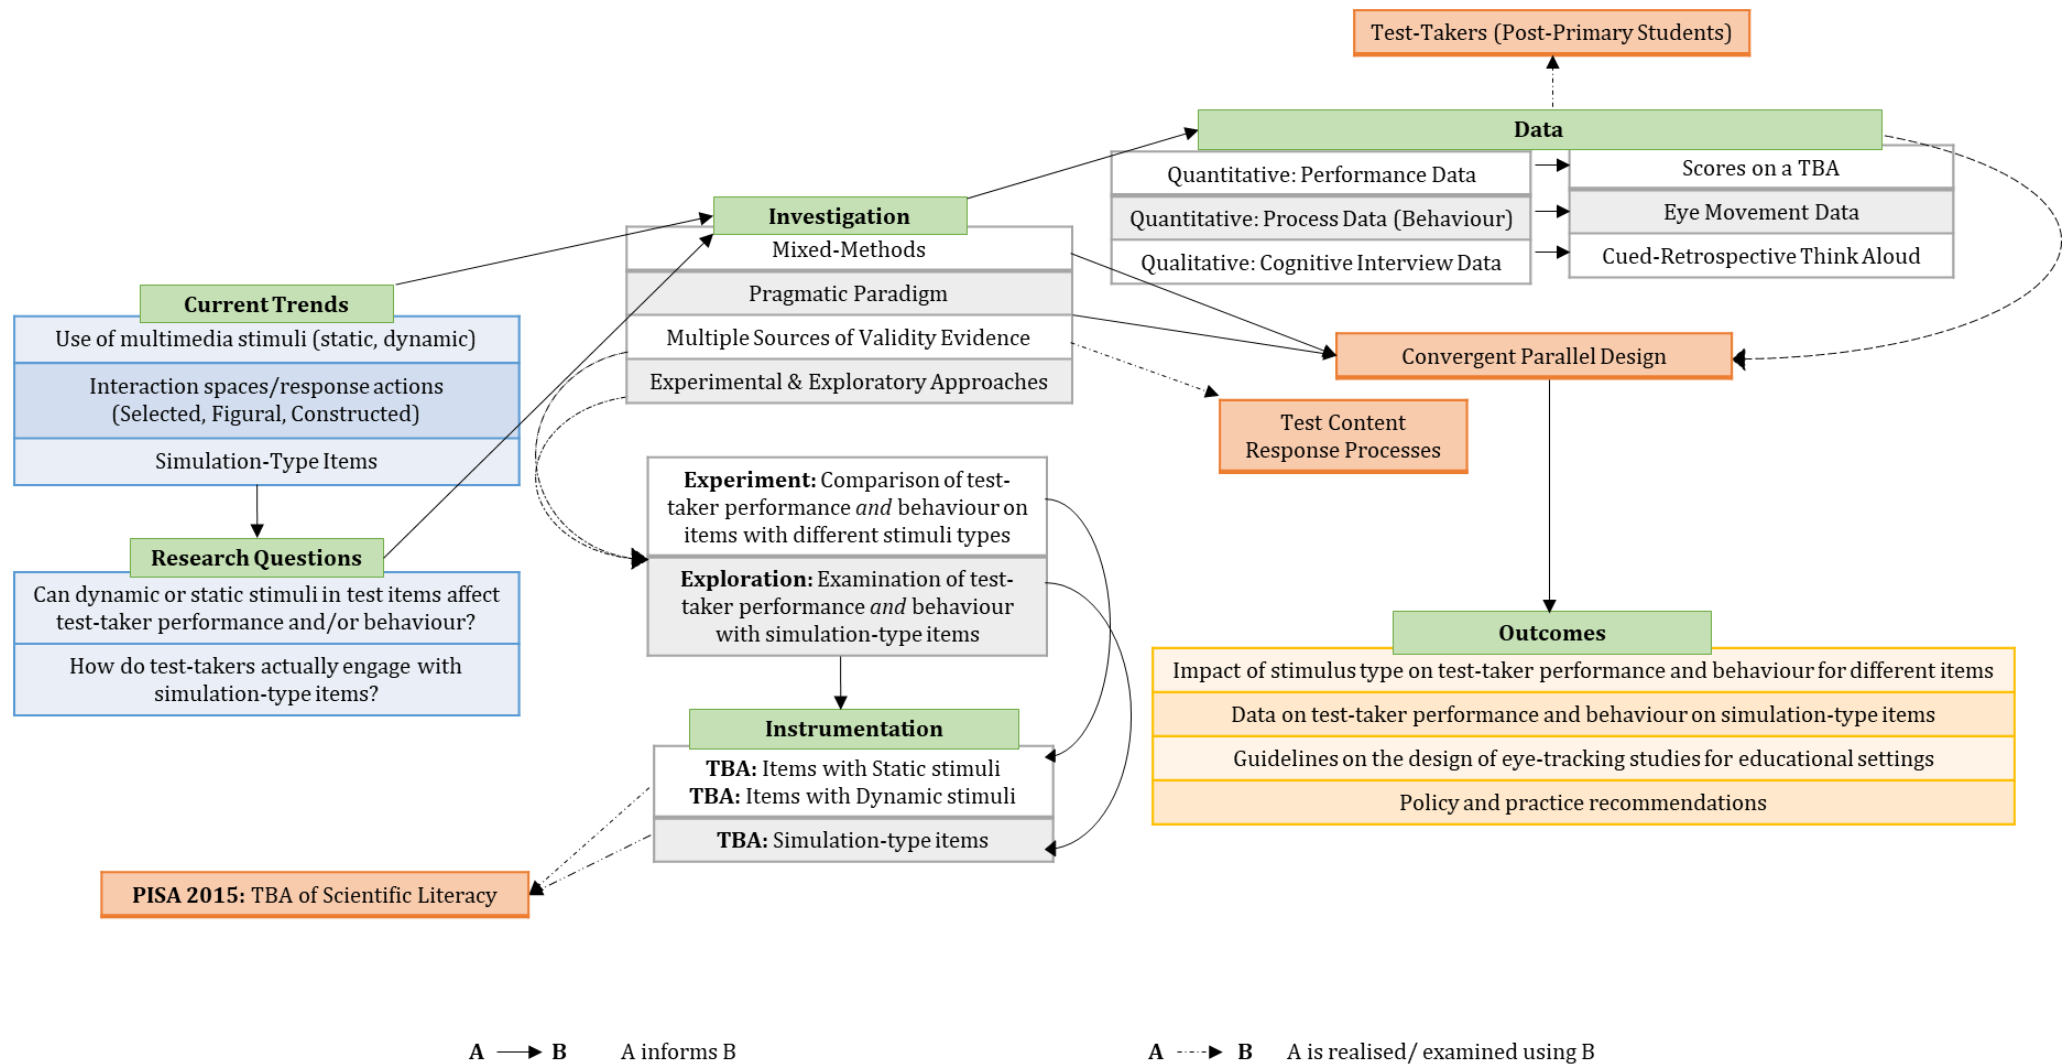 Test-Takers (Post-Primary Students)
Data
Quantitative: Performance Data
Scores on a TBA
Quantitative: Process Data (Behaviour)
Eye Movement Data
Qualitative: Cognitive Interview Data
Cued-Retrospective Think Aloud
Investigation
Mixed-Methods
Pragmatic Paradigm
Multiple Sources of Validity Evidence
Experimental & Exploratory Approaches
Current Trends
Use of multimedia stimuli (static, dynamic)
Interaction spaces/response actions
(Selected, Figural, Constructed)
Simulation-Type Items
Convergent Parallel Design
Test Content
Response Processes
Experiment: Comparison of test-
taker performance and behaviour on
items with different stimuli types
Exploration: Examination of test-
taker performance and behaviour
with simulation-type items
Research Questions
Can dynamic or static stimuli in test items affect
test-taker performance and/or behaviour?
How do test-takers actually engage with
simulation-type items?
Outcomes
Impact of stimulus type on test-taker performance and behaviour for different items
Data on test-taker performance and behaviour on simulation-type items
Guidelines on the design of eye-tracking studies for educational settings
Policy and practice recommendations
Instrumentation
TBA: Items with Static stimuli
TBA: Items with Dynamic stimuli
TBA: Simulation-type items
PISA 2015: TBA of Scientific Literacy
A B A informs B
A B A is realised/ examined using B